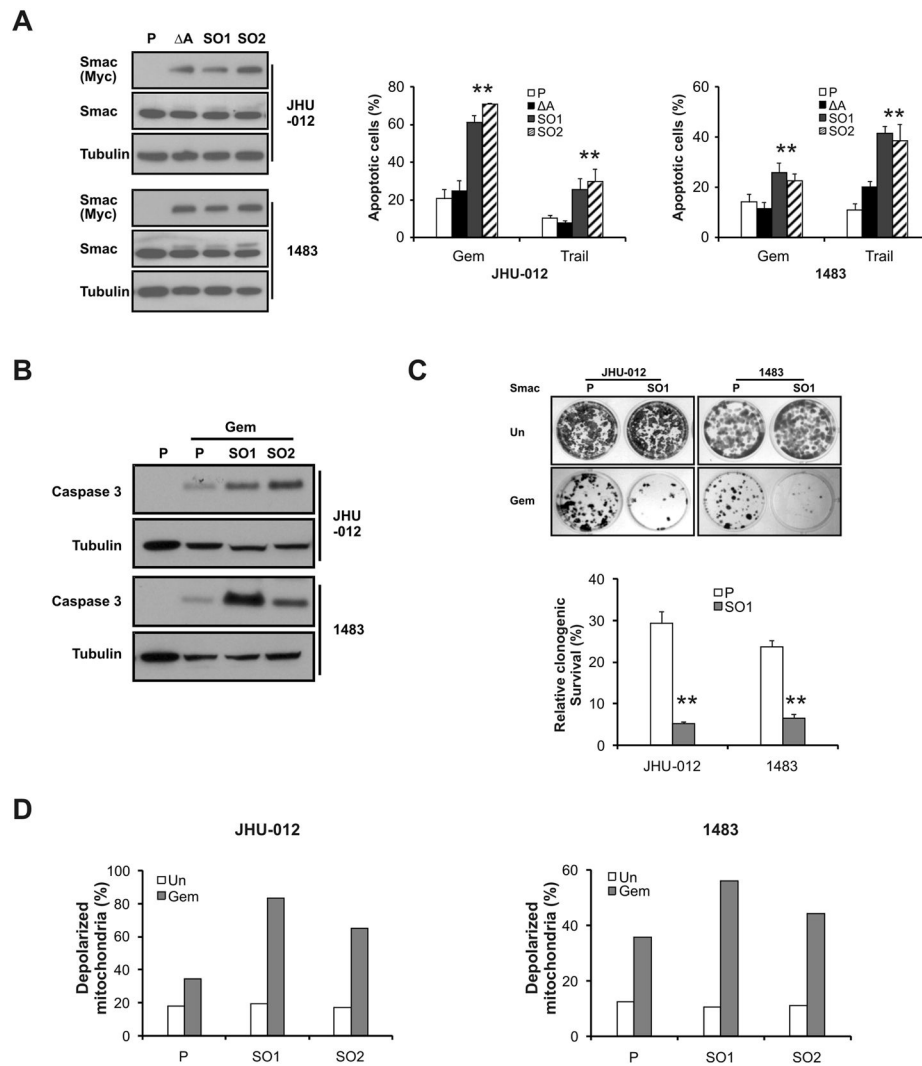 A
P ΔA SO1 SO2
Smac
(Myc)
Smac
Tubulin
JHU
-012
Smac
(Myc)
Smac
Tubulin
1483
Apoptotic cells (%)
80
60
40
20
0
P
ΔA
SO1
SO2
**
**
Gem Trail
JHU-012
Apoptotic cells (%)
60
40
20
0
P
ΔA
SO1
SO2
**
**
Gem Trail
1483
B
Gem
P P SO1 SO2
Caspase 3
Tubulin
JHU
-012
Caspase 3
Tubulin
1483
C
JHU-012 1483
Smac P SO1 P SO1
Un
Gem
Relative clonogenic
Survival (%)
40
30
20
10
0
P
SO1
**
**
JHU-012 1483
D
JHU-012
Depolarized
mitochondria (%)
100
80
60
40
20
0
Un
Gem
P SO1 SO2
1483
Depolarized
mitochondria (%)
60
40
20
0
Un
Gem
P SO1 SO2